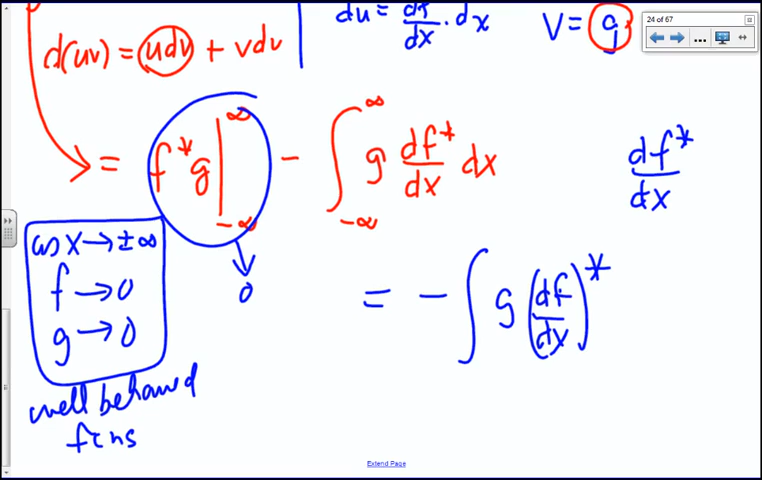 du = df/dx · dx
V = g
24 of 67
...
d(uv) = udv + vdu
= f*g |_{-∞}^{∞} - ∫_{-∞}^{∞} g df*/dx dx
df*/dx
as x → ±∞
f → 0
g → 0
0
= - ∫ g (df/dx)*
well behaved
fcns
Extend Page